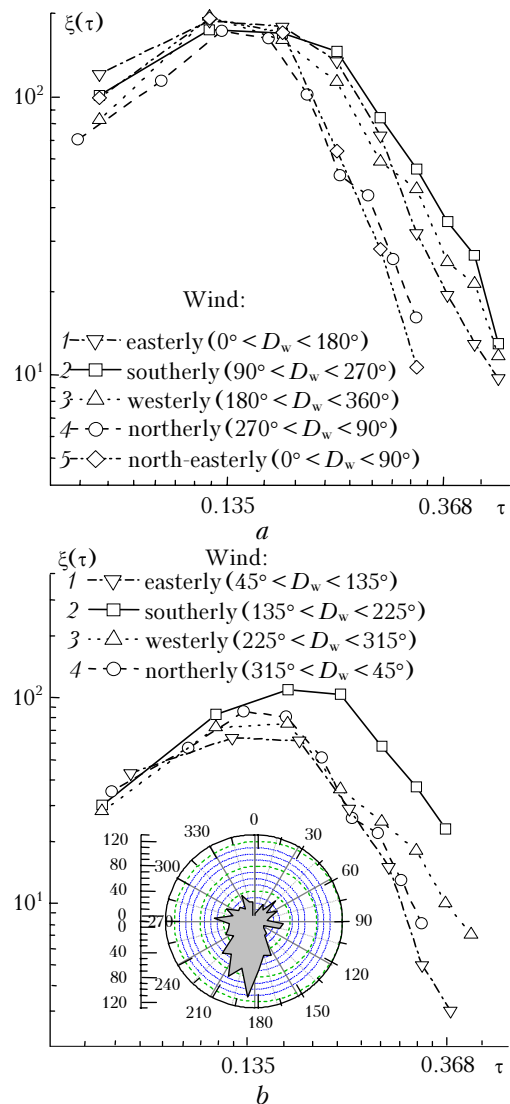 ξ(τ)
10²
Wind:
1 easterly (0° < D_w < 180°)
2 southerly (90° < D_w < 270°)
3 westerly (180° < D_w < 360°)
4 northerly (270° < D_w < 90°)
5 north-easterly (0° < D_w < 90°)
10¹
0.135 0.368 τ
a
ξ(τ) Wind:
1 easterly (45° < D_w < 135°)
2 southerly (135° < D_w < 225°)
3 westerly (225° < D_w < 315°)
4 northerly (315° < D_w < 45°)
10²
0
330 30
120
80
300 60
40
10¹
0
0
270 90
40
80
240 120
120
210 150
180
0.135 0.368 τ
b